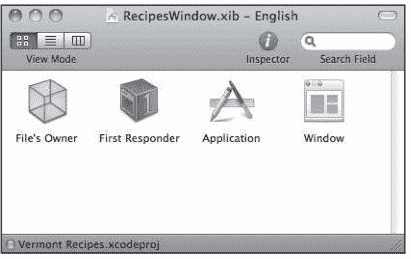 RecipesWindow.xib – English
View Mode
Inspector
Search Field
File's Owner
First Responder
Application
Window
Vermont Recipes.xcodeproj